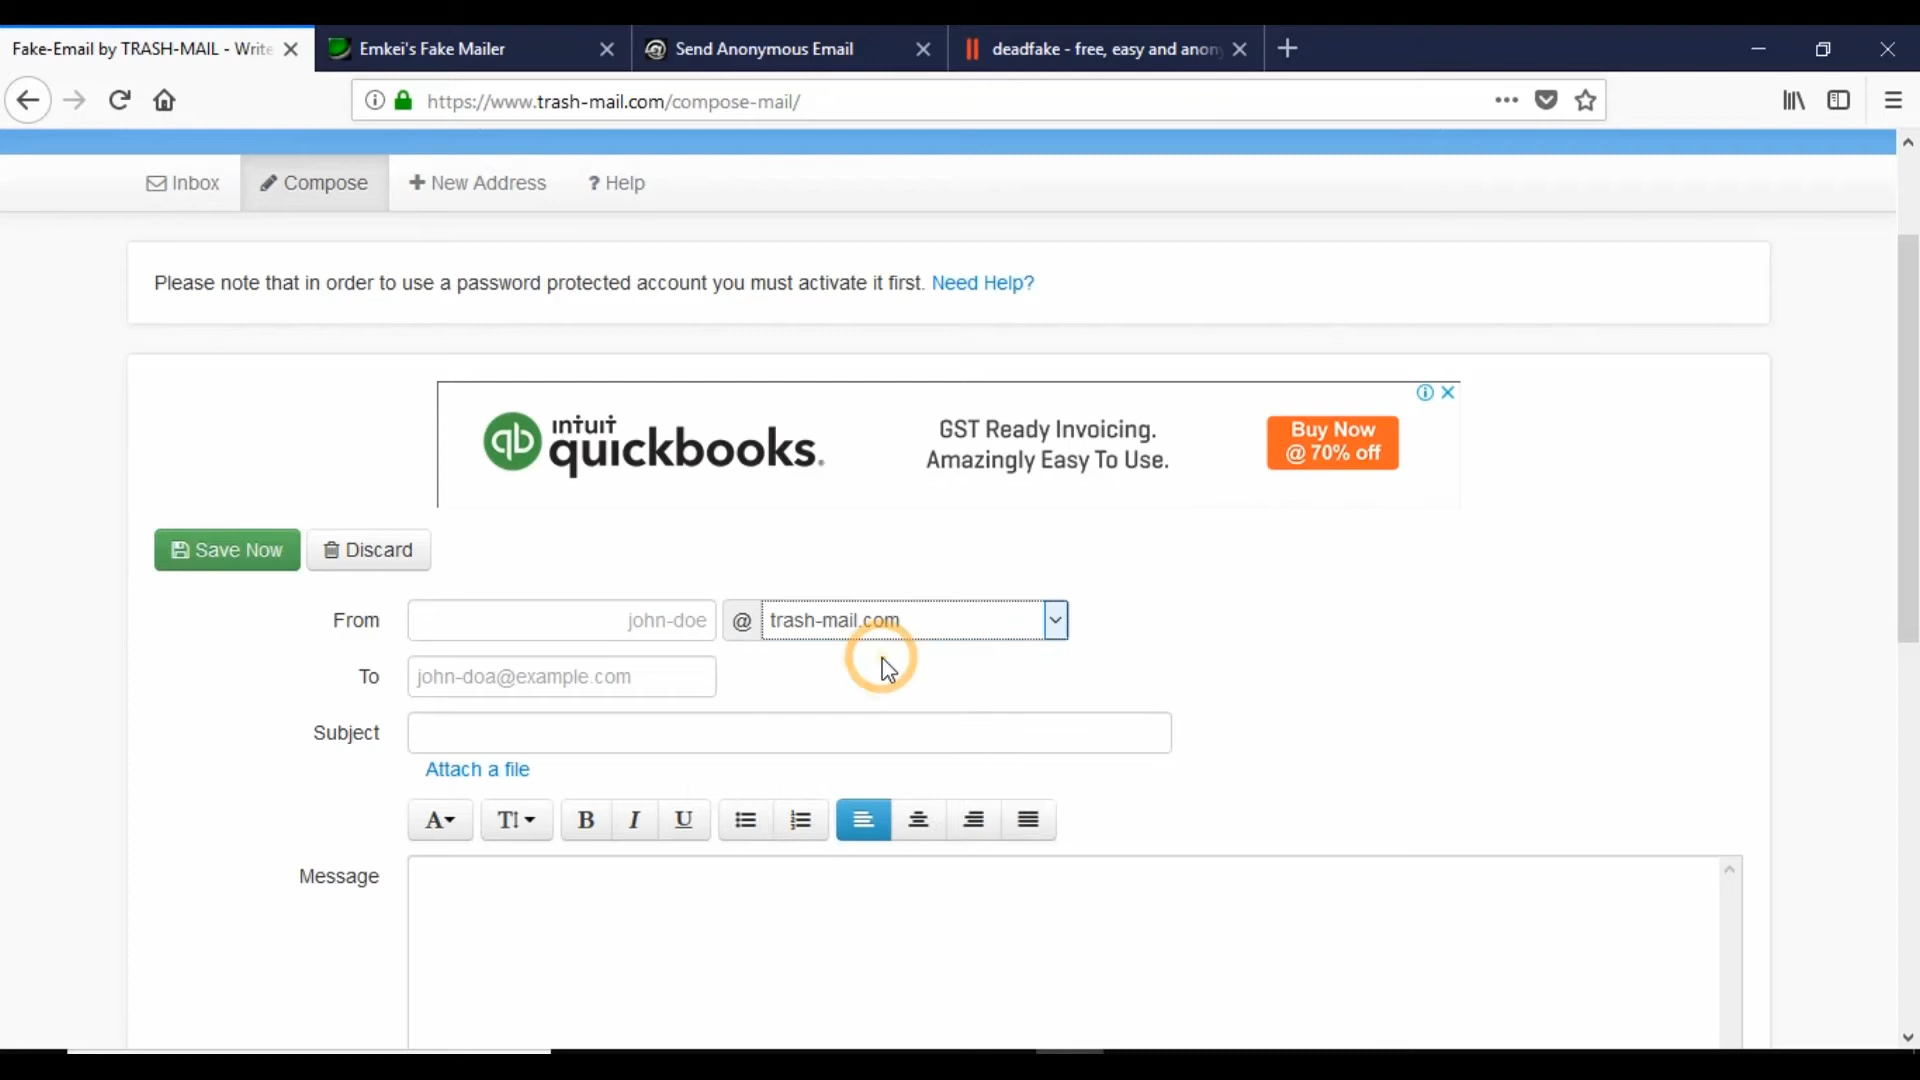 Fake-Email by TRASH-MAIL - Write
Emkei's Fake Mailer
Send Anonymous Email
deadfake - free, easy and anony
https://www.trash-mail.com/compose-mail/
Inbox
Compose
New Address
? Help
Please note that in order to use a password protected account you must activate it first. Need Help?
qb intuit quickbooks.
GST Ready Invoicing.
Amazingly Easy To Use.
Buy Now
@ 70% off
Save Now
Discard
From
john-doe
@
trash-mail.com
To
john-doa@example.com
Subject
Attach a file
A
T
B
I
U
Message